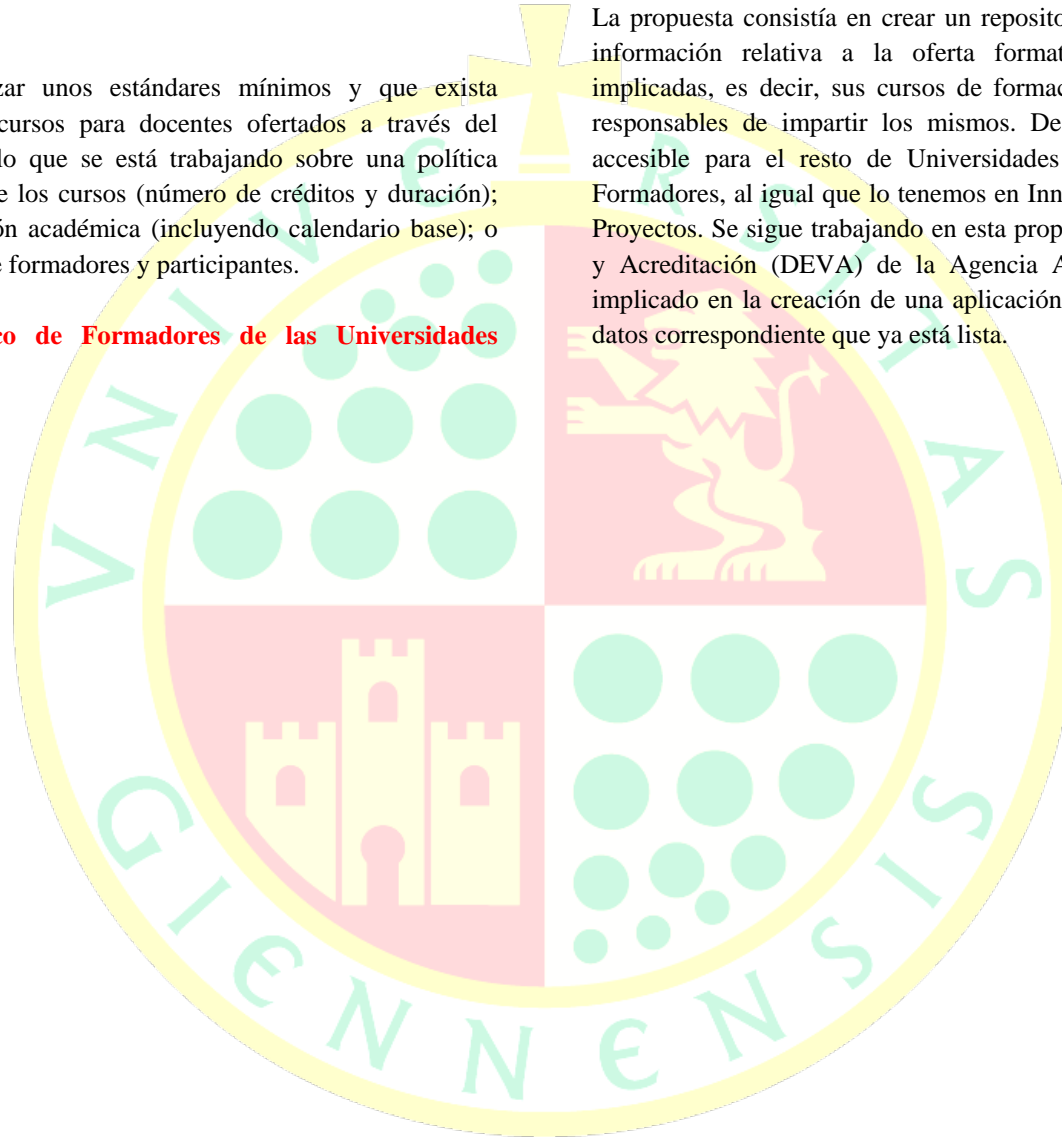 zar unos estándares mínimos y que exista
cursos para docentes ofertados a través del
lo que se está trabajando sobre una política
e los cursos (número de créditos y duración);
ón académica (incluyendo calendario base); o
e formadores y participantes.
co de Formadores de las Universidades
La propuesta consistía en crear un reposito
información relativa a la oferta format
implicadas, es decir, sus cursos de formac
responsables de impartir los mismos. De
accesible para el resto de Universidades
Formadores, al igual que lo tenemos en Inn
Proyectos. Se sigue trabajando en esta prop
y Acreditación (DEVA) de la Agencia A
implicado en la creación de una aplicación
datos correspondiente que ya está lista.
VNIVERSITAS
GIENNENSIS